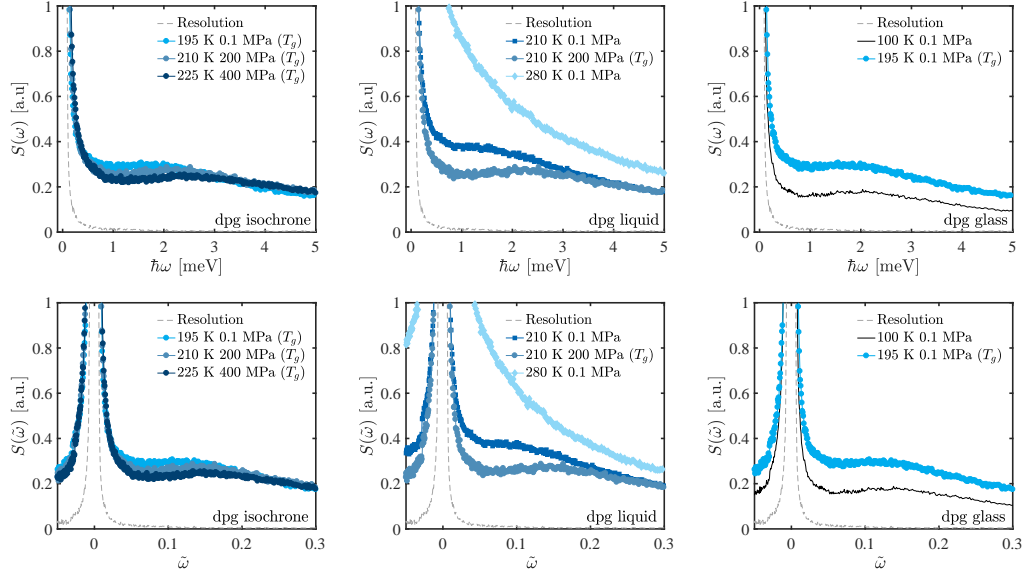 S(ω) [a.u]
1
0.8
0.6
0.4
0.2
0
0 1 2 3 4 5
ħω [meV]
Resolution
195 K 0.1 MPa (Tg)
210 K 200 MPa (Tg)
225 K 400 MPa (Tg)
dpg isochrone
S(ω) [a.u]
1
0.8
0.6
0.4
0.2
0
0 1 2 3 4 5
ħω [meV]
Resolution
210 K 0.1 MPa
210 K 200 MPa (Tg)
280 K 0.1 MPa
dpg liquid
S(ω) [a.u]
1
0.8
0.6
0.4
0.2
0
0 1 2 3 4 5
ħω [meV]
Resolution
100 K 0.1 MPa
195 K 0.1 MPa (Tg)
dpg glass
S(ω̃) [a.u.]
1
0.8
0.6
0.4
0.2
0
0 0.1 0.2 0.3
ω̃
Resolution
195 K 0.1 MPa (Tg)
210 K 200 MPa (Tg)
225 K 400 MPa (Tg)
dpg isochrone
S(ω̃) [a.u.]
1
0.8
0.6
0.4
0.2
0
0 0.1 0.2 0.3
ω̃
Resolution
210 K 0.1 MPa
210 K 200 MPa (Tg)
280 K 0.1 MPa
dpg liquid
S(ω̃) [a.u.]
1
0.8
0.6
0.4
0.2
0
0 0.1 0.2 0.3
ω̃
Resolution
100 K 0.1 MPa
195 K 0.1 MPa (Tg)
dpg glass